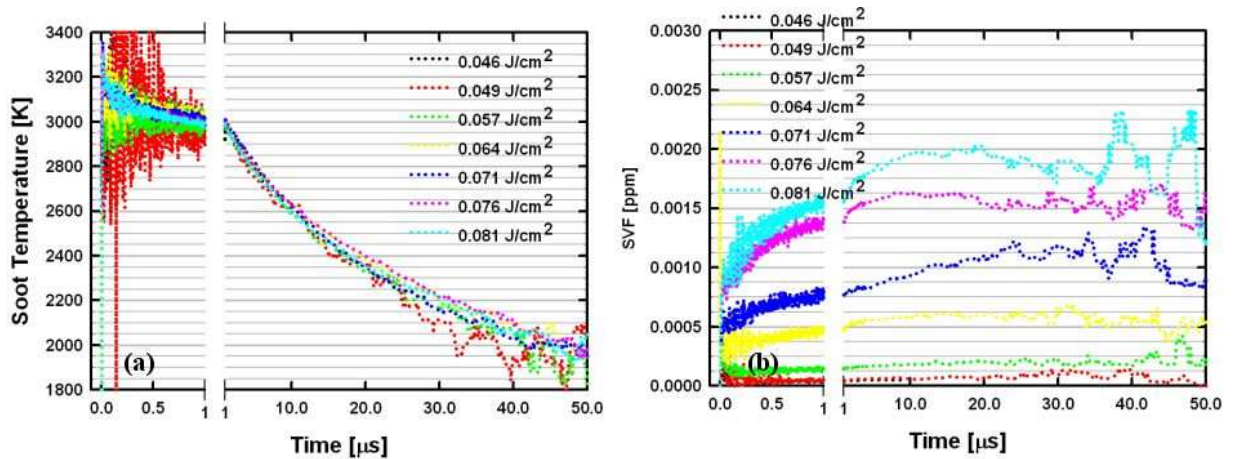 Soot Temperature [K]
3400
3200
3000
2800
2600
2400
2200
2000
1800
0.046 J/cm²
0.049 J/cm²
0.057 J/cm²
0.064 J/cm²
0.071 J/cm²
0.076 J/cm²
0.081 J/cm²
(a)
0.0 0.5 1 1 10.0 20.0 30.0 40.0 50.0
Time [μs]
SVF [ppm]
0.0030
0.0025
0.0020
0.0015
0.0010
0.0005
0.0000
0.046 J/cm²
0.049 J/cm²
0.057 J/cm²
0.064 J/cm²
0.071 J/cm²
0.076 J/cm²
0.081 J/cm²
(b)
0.0 0.5 1 1 10.0 20.0 30.0 40.0 50.0
Time [μs]